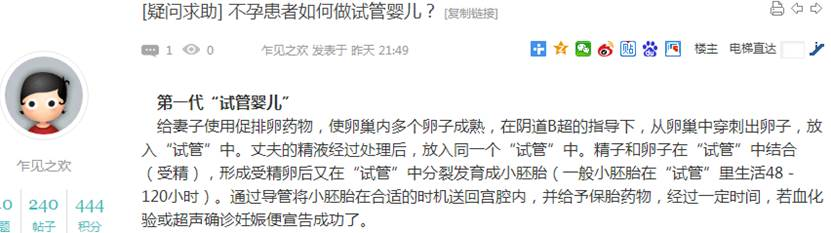 [疑问求助] 不孕患者如何做试管婴儿？ [复制链接]
1 0 乍见之欢 发表于 昨天 21:49 贴 楼主 电梯直达
第一代“试管婴儿”
给妻子使用促排卵药物，使卵巢内多个卵子成熟，在阴道B超的指导下，从卵巢中穿刺出卵子，放
入“试管”中。丈夫的精液经过处理后，放入同一个“试管”中。精子和卵子在“试管”中结合
（受精），形成受精卵后又在“试管”中分裂发育成小胚胎（一般小胚胎在“试管”里生活48－
120小时）。通过导管将小胚胎在合适的时机送回宫腔内，并给予保胎药物，经过一定时间，若血化
验或超声确诊妊娠便宣告成功了。
乍见之欢
0 240 444
题 帖子 积分